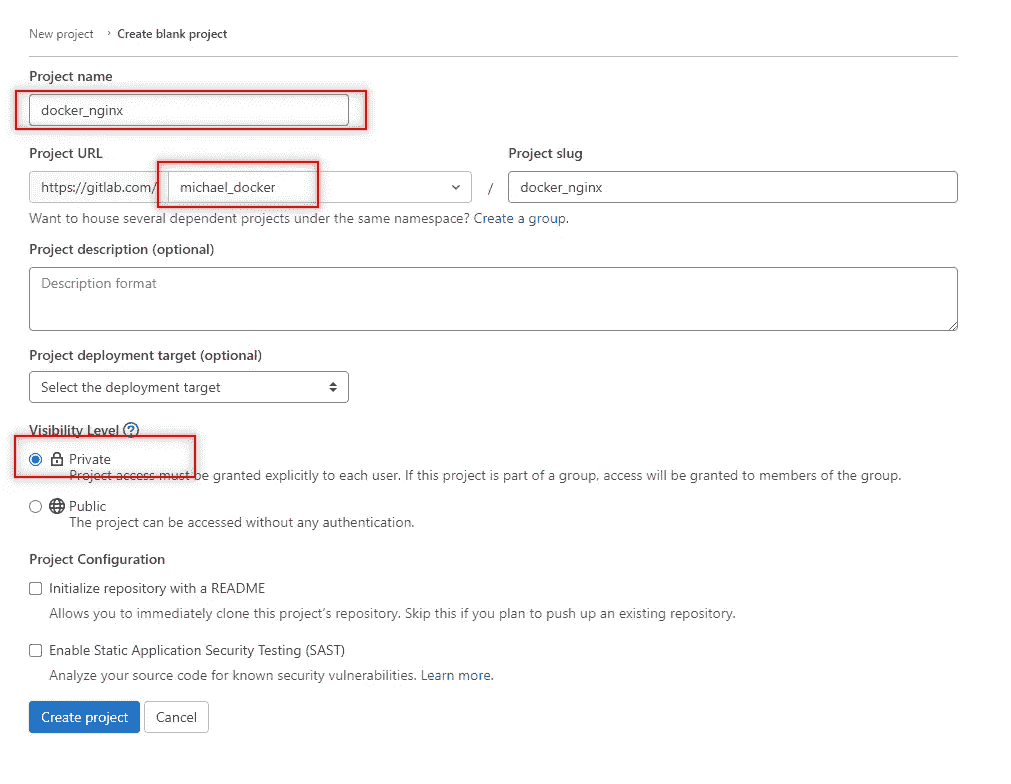 New project › Create blank project
Project name
docker_nginx
Project URL Project slug
https://gitlab.com/ michael_docker / docker_nginx
Want to house several dependent projects under the same namespace? Create a group.
Project description (optional)
Description format
Project deployment target (optional)
Select the deployment target
Visibility Level ?
Private
Project access must be granted explicitly to each user. If this project is part of a group, access will be granted to members of the group.
Public
The project can be accessed without any authentication.
Project Configuration
Initialize repository with a README
Allows you to immediately clone this project’s repository. Skip this if you plan to push up an existing repository.
Enable Static Application Security Testing (SAST)
Analyze your source code for known security vulnerabilities. Learn more.
Create project Cancel